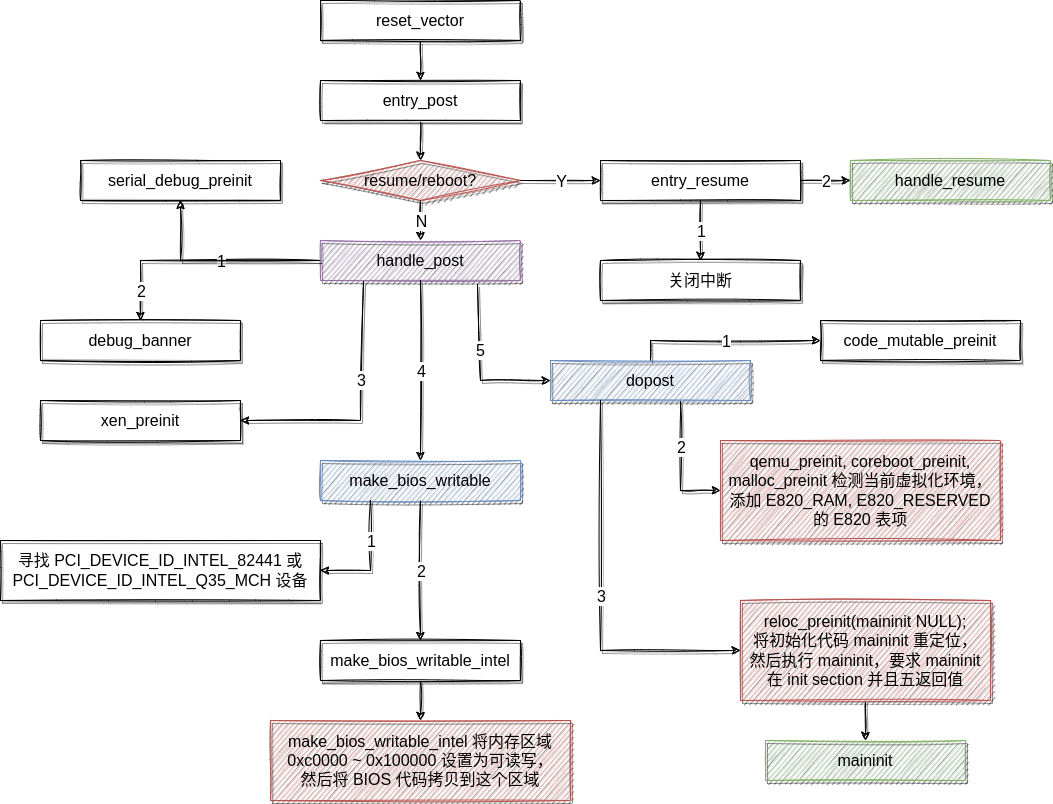 reset_vector
entry_post
serial_debug_preinit
resume/reboot?
Y
entry_resume
2
handle_resume
N
1
handle_post
1
关闭中断
2
debug_banner
3
4
5
1
code_mutable_preinit
dopost
xen_preinit
2
make_bios_writable
qemu_preinit, coreboot_preinit,
malloc_preinit 检测当前虚拟化环境，
添加 E820_RAM, E820_RESERVED
的 E820 表项
1
寻找 PCI_DEVICE_ID_INTEL_82441 或
PCI_DEVICE_ID_INTEL_Q35_MCH 设备
2
3
make_bios_writable_intel
reloc_preinit(maininit NULL);
将初始化代码 maininit 重定位，
然后执行 maininit，要求 maininit
在 init section 并且五返回值
make_bios_writable_intel 将内存区域
0xc0000 ~ 0x100000 设置为可读写，
然后将 BIOS 代码拷贝到这个区域
maininit